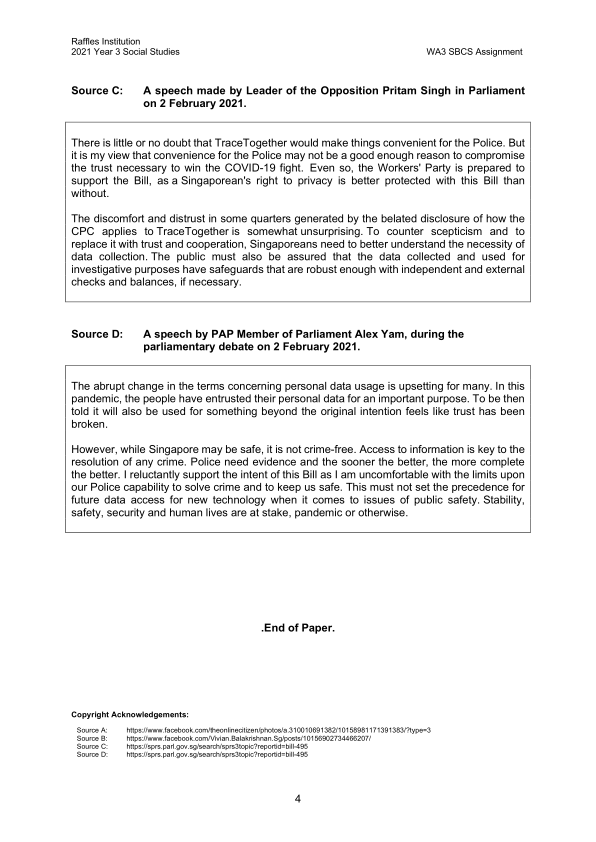 Raffles Institution
2021 Year 3 Social Studies
WA3 SBCS Assignment
Source C: A speech made by Leader of the Opposition Pritam Singh in Parliament
on 2 February 2021.
There is little or no doubt that TraceTogether would make things convenient for the Police. But
it is my view that convenience for the Police may not be a good enough reason to compromise
the trust necessary to win the COVID-19 fight. Even so, the Workers' Party is prepared to
support the Bill, as a Singaporean's right to privacy is better protected with this Bill than
without.
The discomfort and distrust in some quarters generated by the belated disclosure of how the
CPC applies to TraceTogether is somewhat unsurprising. To counter scepticism and to
replace it with trust and cooperation, Singaporeans need to better understand the necessity of
data collection. The public must also be assured that the data collected and used for
investigative purposes have safeguards that are robust enough with independent and external
checks and balances, if necessary.
Source D: A speech by PAP Member of Parliament Alex Yam, during the
parliamentary debate on 2 February 2021.
The abrupt change in the terms concerning personal data usage is upsetting for many. In this
pandemic, the people have entrusted their personal data for an important purpose. To be then
told it will also be used for something beyond the original intention feels like trust has been
broken.
However, while Singapore may be safe, it is not crime-free. Access to information is key to the
resolution of any crime. Police need evidence and the sooner the better, the more complete
the better. I reluctantly support the intent of this Bill as I am uncomfortable with the limits upon
our Police capability to solve crime and to keep us safe. This must not set the precedence for
future data access for new technology when it comes to issues of public safety. Stability,
safety, security and human lives are at stake, pandemic or otherwise.
.End of Paper.
Copyright Acknowledgements:
Source A: https://www.facebook.com/theonlinecitizen/photos/a.310010691382/10158981171391383/?type=3
Source B: https://www.facebook.com/Vivian.Balakrishnan.Sg/posts/10156902734466207/
Source C: https://sprs.parl.gov.sg/search/sprs3topic?reportid=bill-495
Source D: https://sprs.parl.gov.sg/search/sprs3topic?reportid=bill-495
4